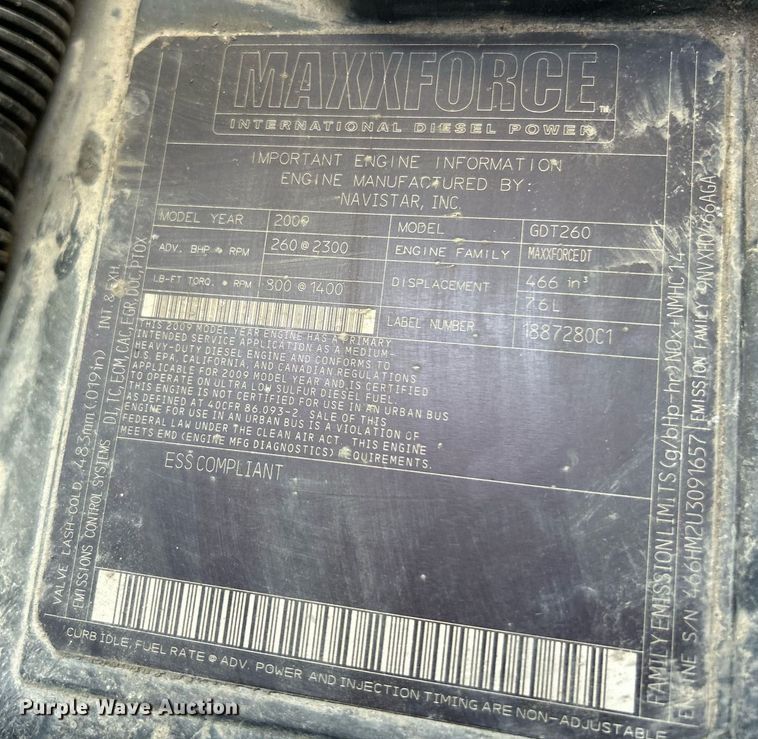 MAXXFORCE™
INTERNATIONAL DIESEL POWER
IMPORTANT ENGINE INFORMATION
ENGINE MANUFACTURED BY:
NAVISTAR, INC.
MODEL YEAR 2009 MODEL GDT260
ADV. BHP @ RPM 260 @ 2300 ENGINE FAMILY MAXXFORCE DT
LB-FT TORQ. @ RPM 800 @ 1400 DISPLACEMENT 466 in³
7.6L
LABEL NUMBER 1887280C1
THIS 2009 MODEL YEAR ENGINE HAS A PRIMARY
INTENDED SERVICE APPLICATION AS A MEDIUM-
HEAVY-DUTY DIESEL ENGINE AND CONFORMS TO
U.S. EPA, CALIFORNIA, AND CANADIAN REGULATIONS
APPLICABLE FOR 2009 MODEL YEAR AND IS CERTIFIED
TO OPERATE ON ULTRA LOW SULFUR DIESEL FUEL.
THIS ENGINE IS NOT CERTIFIED FOR USE IN AN URBAN BUS
AS DEFINED AT 40CFR 86.093-2. SALE OF THIS
ENGINE FOR USE IN AN URBAN BUS IS A VIOLATION OF
FEDERAL LAW UNDER THE CLEAN AIR ACT. THIS ENGINE
MEETS EMD (ENGINE MFG DIAGNOSTICS) REQUIREMENTS.
ESS COMPLIANT
VALVE LASH-COLD, .483mm (.019in) INT & EXH
EMISSIONS CONTROL SYSTEMS DI, TC, ECM, CAC, EGR, DOC, PTOX
FAMILY EMISSION LIMITS (g/bhp-hr) NOx+NMHC 1.4
ENGINE S/N 466HM2U3091657 EMISSION FAMILY 9NVXH0466AGA
CURB IDLE, FUEL RATE @ ADV. POWER AND INJECTION TIMING ARE NON-ADJUSTABLE
Purple Wave Auction